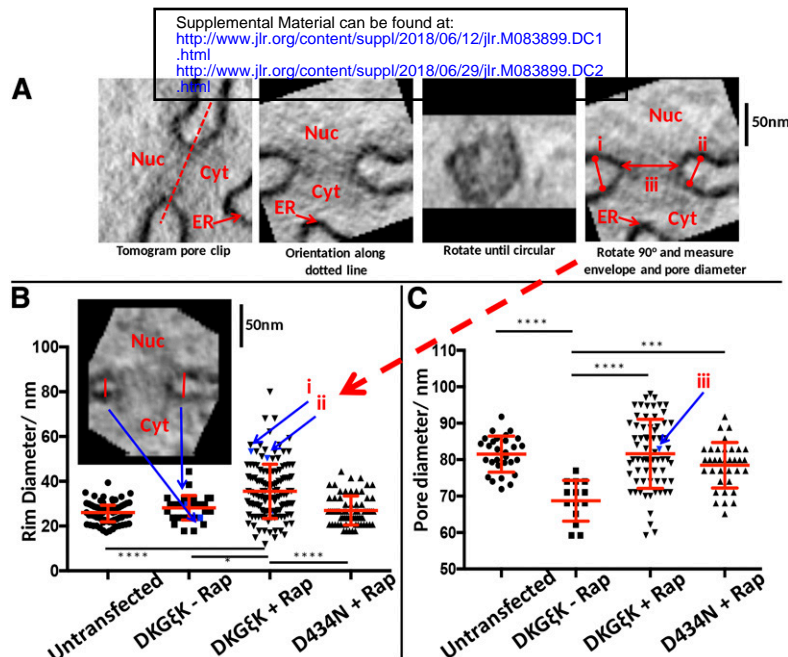 Supplemental Material can be found at:
http://www.jlr.org/content/suppl/2018/06/12/jlr.M083899.DC1
.html
http://www.jlr.org/content/suppl/2018/06/29/jlr.M083899.DC2
.html
A
Nuc
Cyt
ER
Nuc
Cyt
ER
Nuc
i
ii
iii
ER
Cyt
50nm
Tomogram pore clip
Orientation along
dotted line
Rotate until circular
Rotate 90° and measure
envelope and pore diameter
B
Nuc
Cyt
50nm
i
ii
Rim Diameter/ nm
100
80
60
40
20
0
****
*
****
Untransfected
DKGξK - Rap
DKGξK + Rap
D434N + Rap
C
****
***
****
iii
Pore diameter/ nm
110
100
90
80
70
60
50
Untransfected
DKGξK - Rap
DKGξK + Rap
D434N + Rap